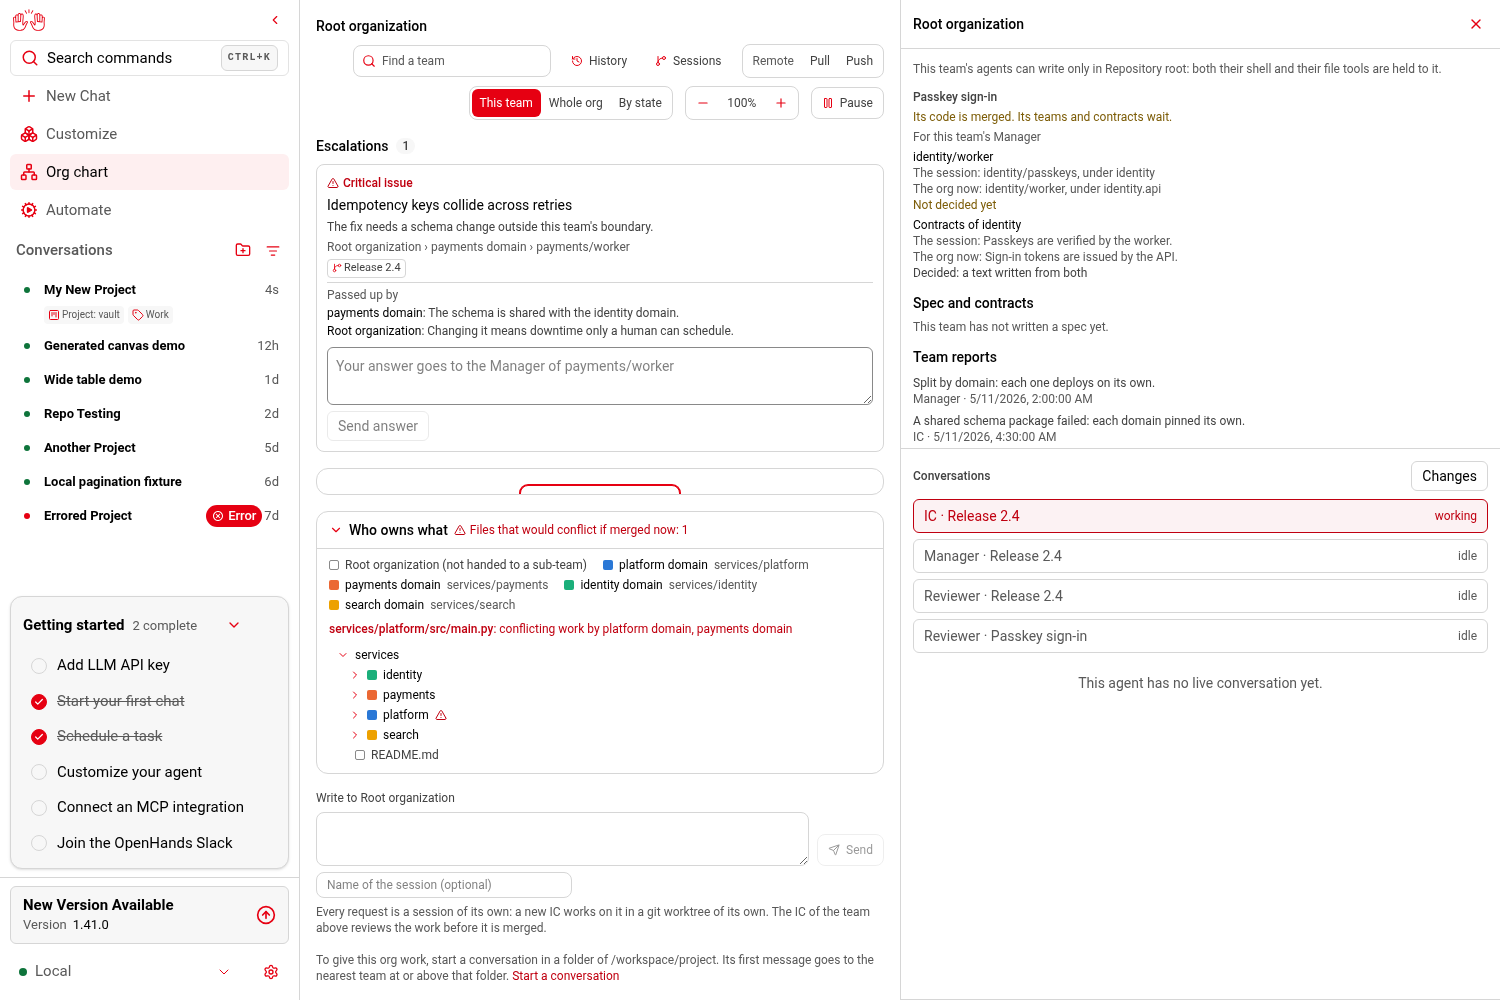 Search commands
CTRL+K
New Chat
Customize
Org chart
Automate
Conversations
My New Project
4s
Project: vault
Work
Generated canvas demo
12h
Wide table demo
1d
Repo Testing
2d
Another Project
5d
Local pagination fixture
6d
Errored Project
Error
7d
Getting started
2 complete
Add LLM API key
Start your first chat
Schedule a task
Customize your agent
Connect an MCP integration
Join the OpenHands Slack
New Version Available
Version 1.41.0
Local
Root organization
Find a team
History
Sessions
Remote
Pull
Push
This team
Whole org
By state
100%
Pause
Escalations 1
Critical issue
Idempotency keys collide across retries
The fix needs a schema change outside this team's boundary.
Root organization › payments domain › payments/worker
Release 2.4
Passed up by
payments domain: The schema is shared with the identity domain.
Root organization: Changing it means downtime only a human can schedule.
Your answer goes to the Manager of payments/worker
Send answer
Who owns what
Files that would conflict if merged now: 1
Root organization (not handed to a sub-team)
platform domain services/platform
payments domain services/payments
identity domain services/identity
search domain services/search
services/platform/src/main.py: conflicting work by platform domain, payments domain
services
identity
payments
platform
search
README.md
Write to Root organization
Send
Name of the session (optional)
Every request is a session of its own: a new IC works on it in a git worktree of its own. The IC of the team
above reviews the work before it is merged.
To give this org work, start a conversation in a folder of /workspace/project. Its first message goes to the
nearest team at or above that folder. Start a conversation
Root organization
This team's agents can write only in Repository root: both their shell and their file tools are held to it.
Passkey sign-in
Its code is merged. Its teams and contracts wait.
For this team's Manager
identity/worker
The session: identity/passkeys, under identity
The org now: identity/worker, under identity.api
Not decided yet
Contracts of identity
The session: Passkeys are verified by the worker.
The org now: Sign-in tokens are issued by the API.
Decided: a text written from both
Spec and contracts
This team has not written a spec yet.
Team reports
Split by domain: each one deploys on its own.
Manager · 5/11/2026, 2:00:00 AM
A shared schema package failed: each domain pinned its own.
IC · 5/11/2026, 4:30:00 AM
Conversations
Changes
IC · Release 2.4
working
Manager · Release 2.4
idle
Reviewer · Release 2.4
idle
Reviewer · Passkey sign-in
idle
This agent has no live conversation yet.